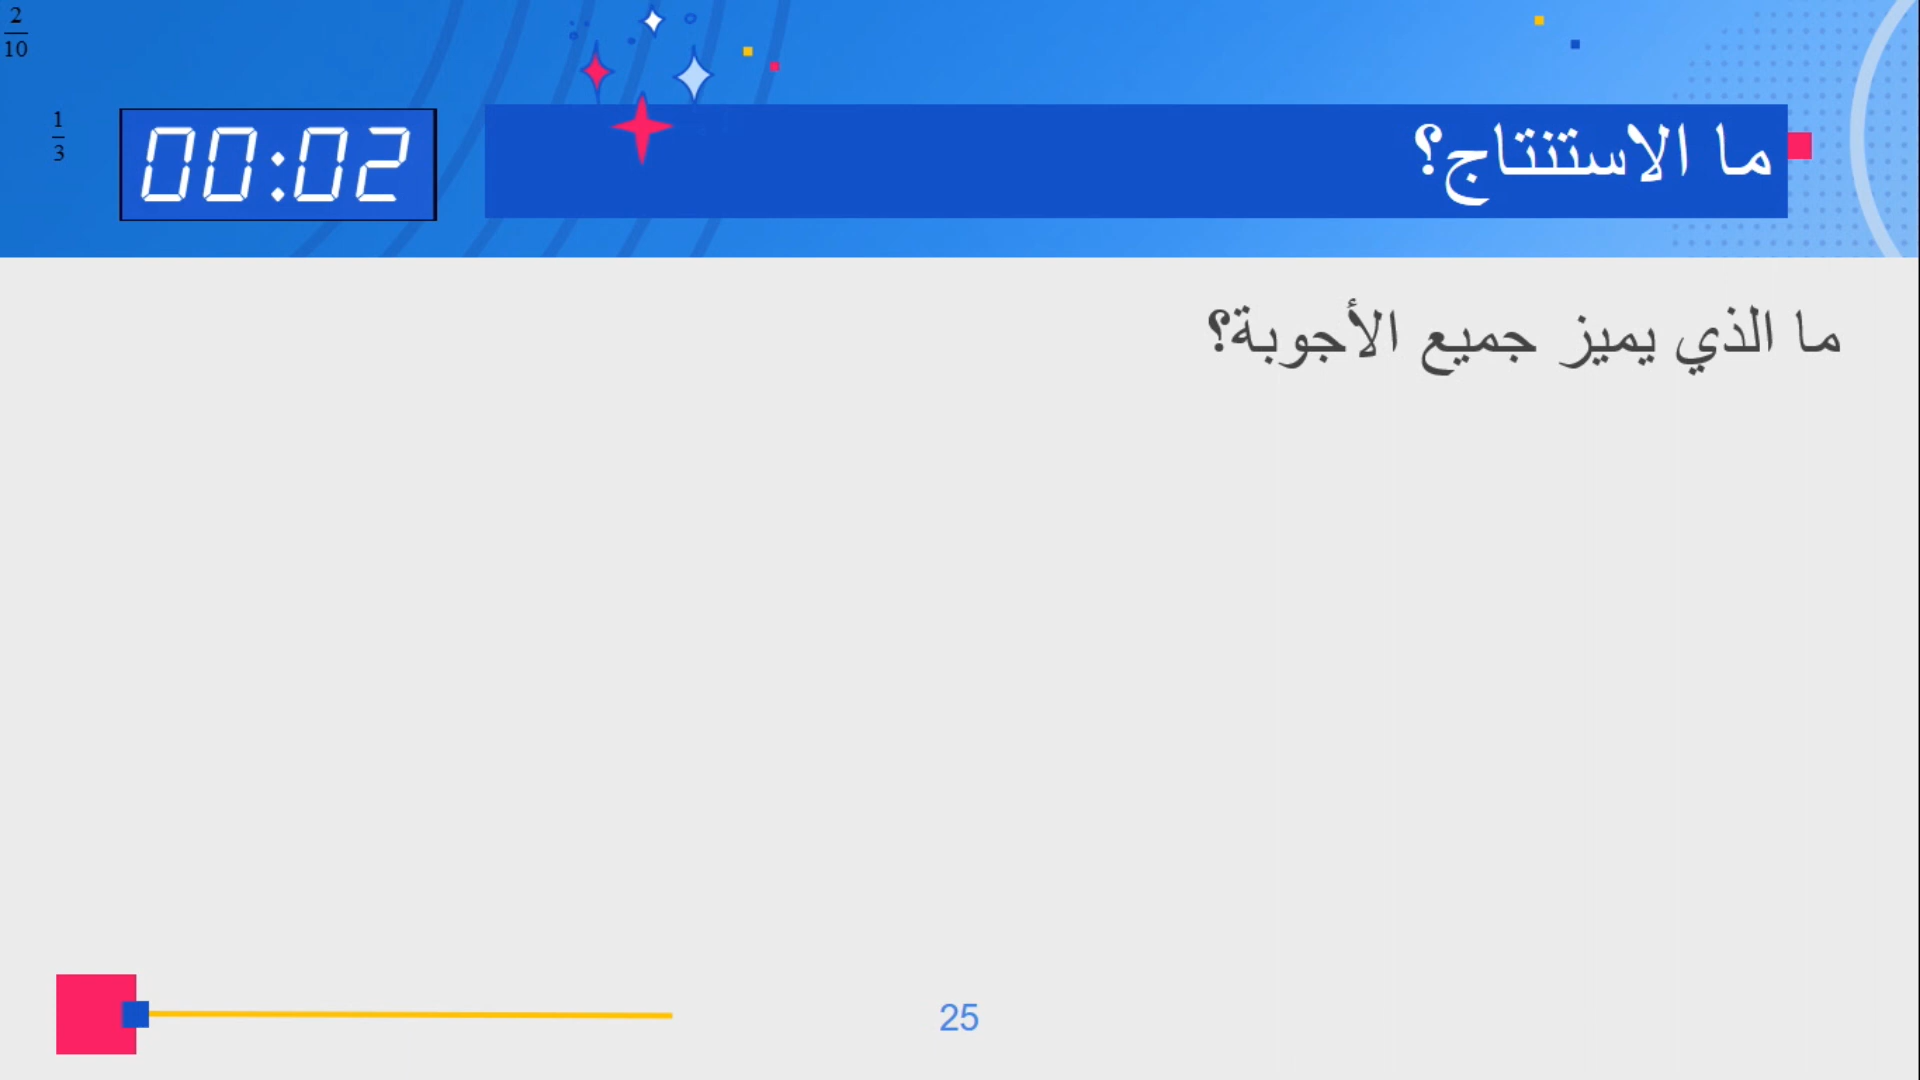 2/10
1/3
00:02
ما الاستنتاج؟
ما الذي يميز جميع الأجوبة؟
25